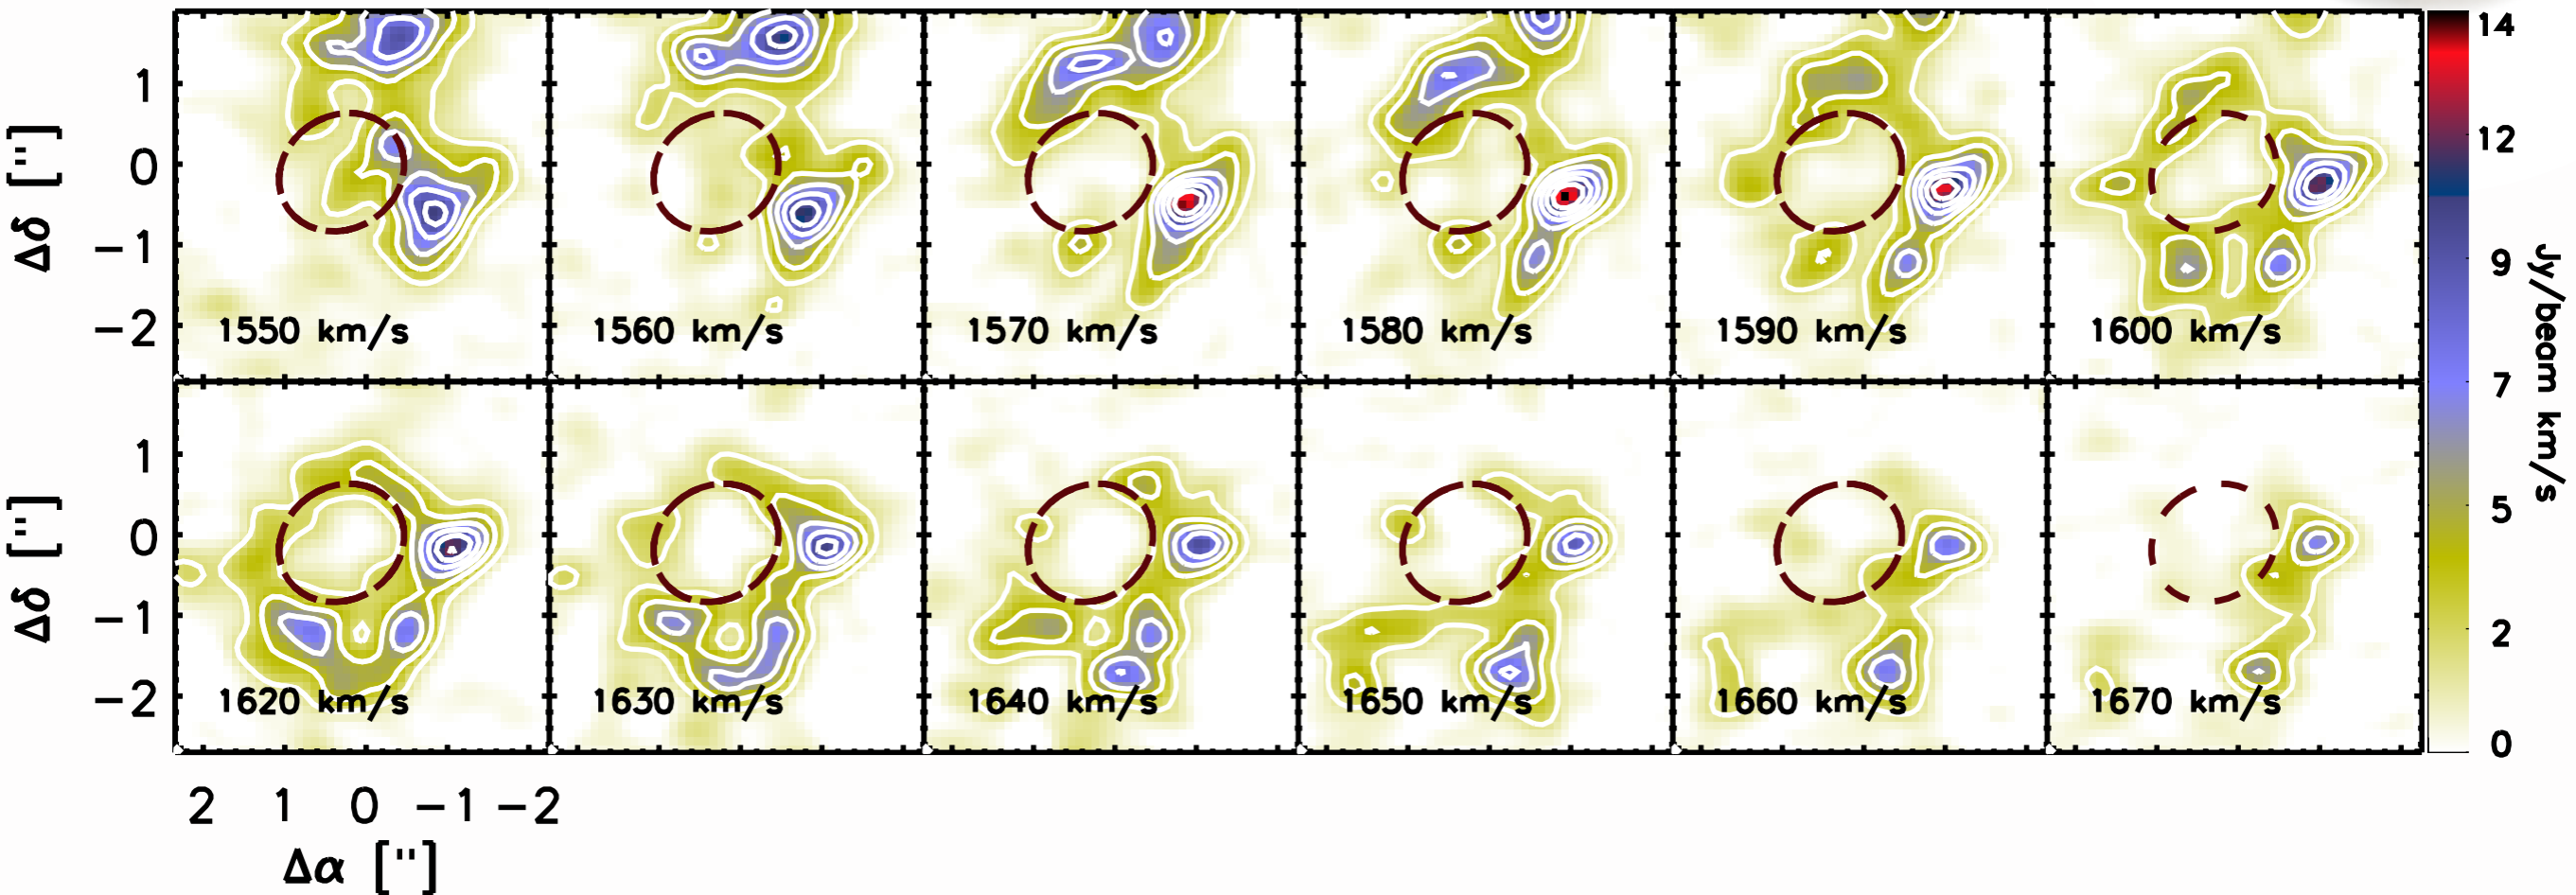 1550 km/s 1560 km/s 1570 km/s 1580 km/s 1590 km/s 1600 km/s
1620 km/s 1630 km/s 1640 km/s 1650 km/s 1660 km/s 1670 km/s
Δδ ["]
1
0
−1
−2
Δδ ["]
1
0
−1
−2
2 1 0 −1 −2
Δα ["]
14
12
9
7
5
2
0
Jy/beam km/s